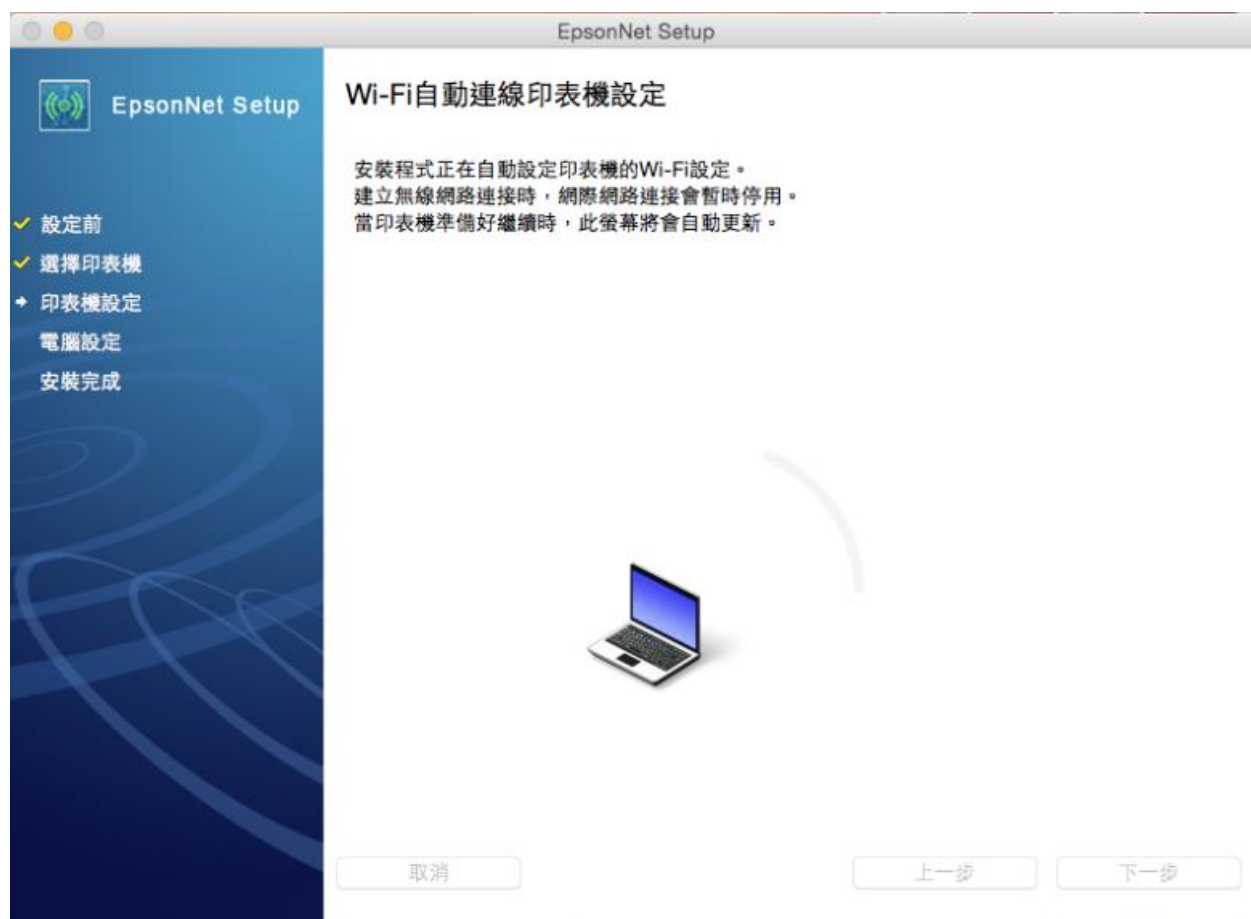 EpsonNet Setup
EpsonNet Setup
Wi-Fi自動連線印表機設定
安裝程式正在自動設定印表機的Wi-Fi設定。
建立無線網路連接時，網際網路連接會暫時停用。
當印表機準備好繼續時，此螢幕將會自動更新。
設定前
選擇印表機
印表機設定
電腦設定
安裝完成
取消
上一步
下一步